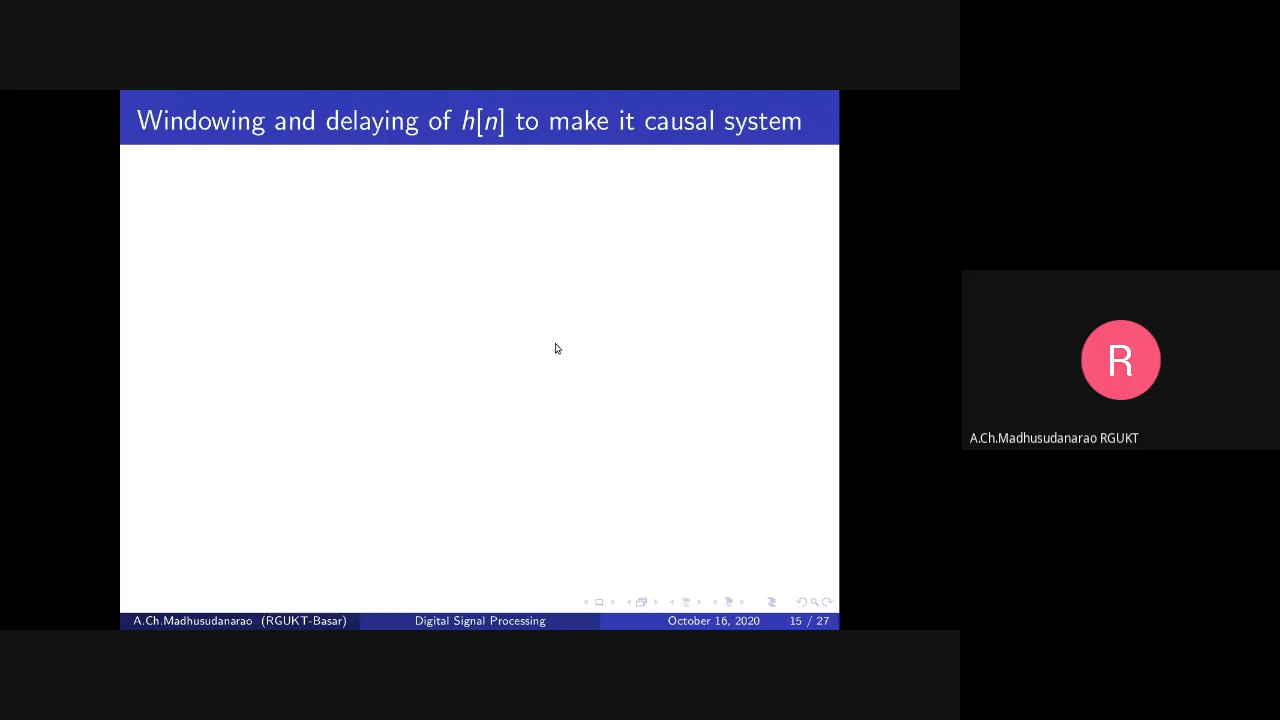 Windowing and delaying of h[n] to make it causal system
R
A.Ch.Madhusudanarao RGUKT
A.Ch.Madhusudanarao (RGUKT-Basar) Digital Signal Processing October 16, 2020 15 / 27